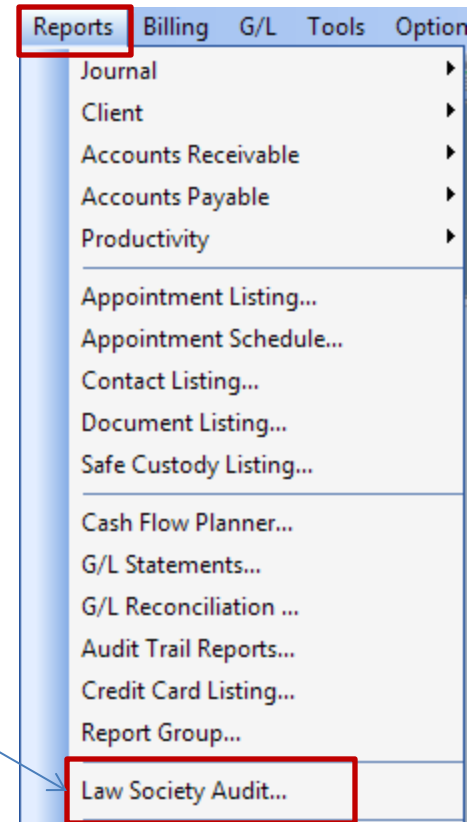 Reports Billing G/L Tools Option
Journal
Client
Accounts Receivable
Accounts Payable
Productivity
Appointment Listing...
Appointment Schedule...
Contact Listing...
Document Listing...
Safe Custody Listing...
Cash Flow Planner...
G/L Statements...
G/L Reconciliation ...
Audit Trail Reports...
Credit Card Listing...
Report Group...
Law Society Audit...